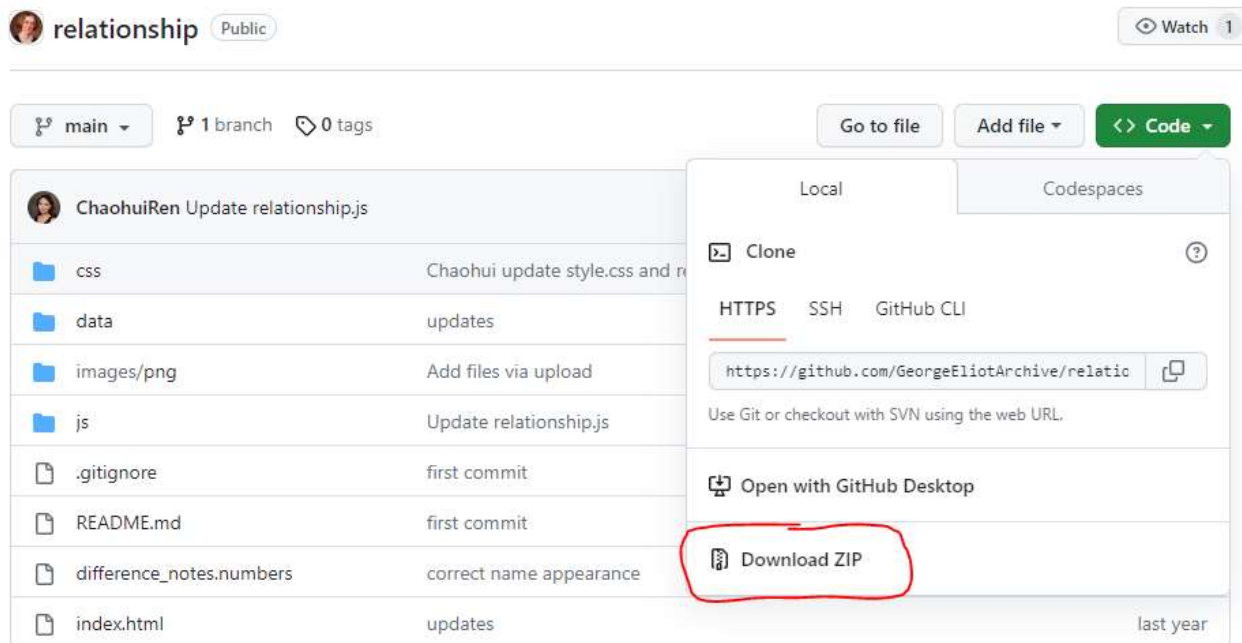 relationship Public
Watch 1
main 1 branch 0 tags
Go to file Add file <> Code
Local Codespaces
ChaohuiRen Update relationship.js
Clone
css Chaohui update style.css and r
HTTPS SSH GitHub CLI
data updates
https://github.com/GeorgeEliotArchive/relatio
images/png Add files via upload
Use Git or checkout with SVN using the web URL.
js Update relationship.js
.gitignore first commit
Open with GitHub Desktop
README.md first commit
Download ZIP
difference_notes.numbers correct name appearance
index.html updates last year